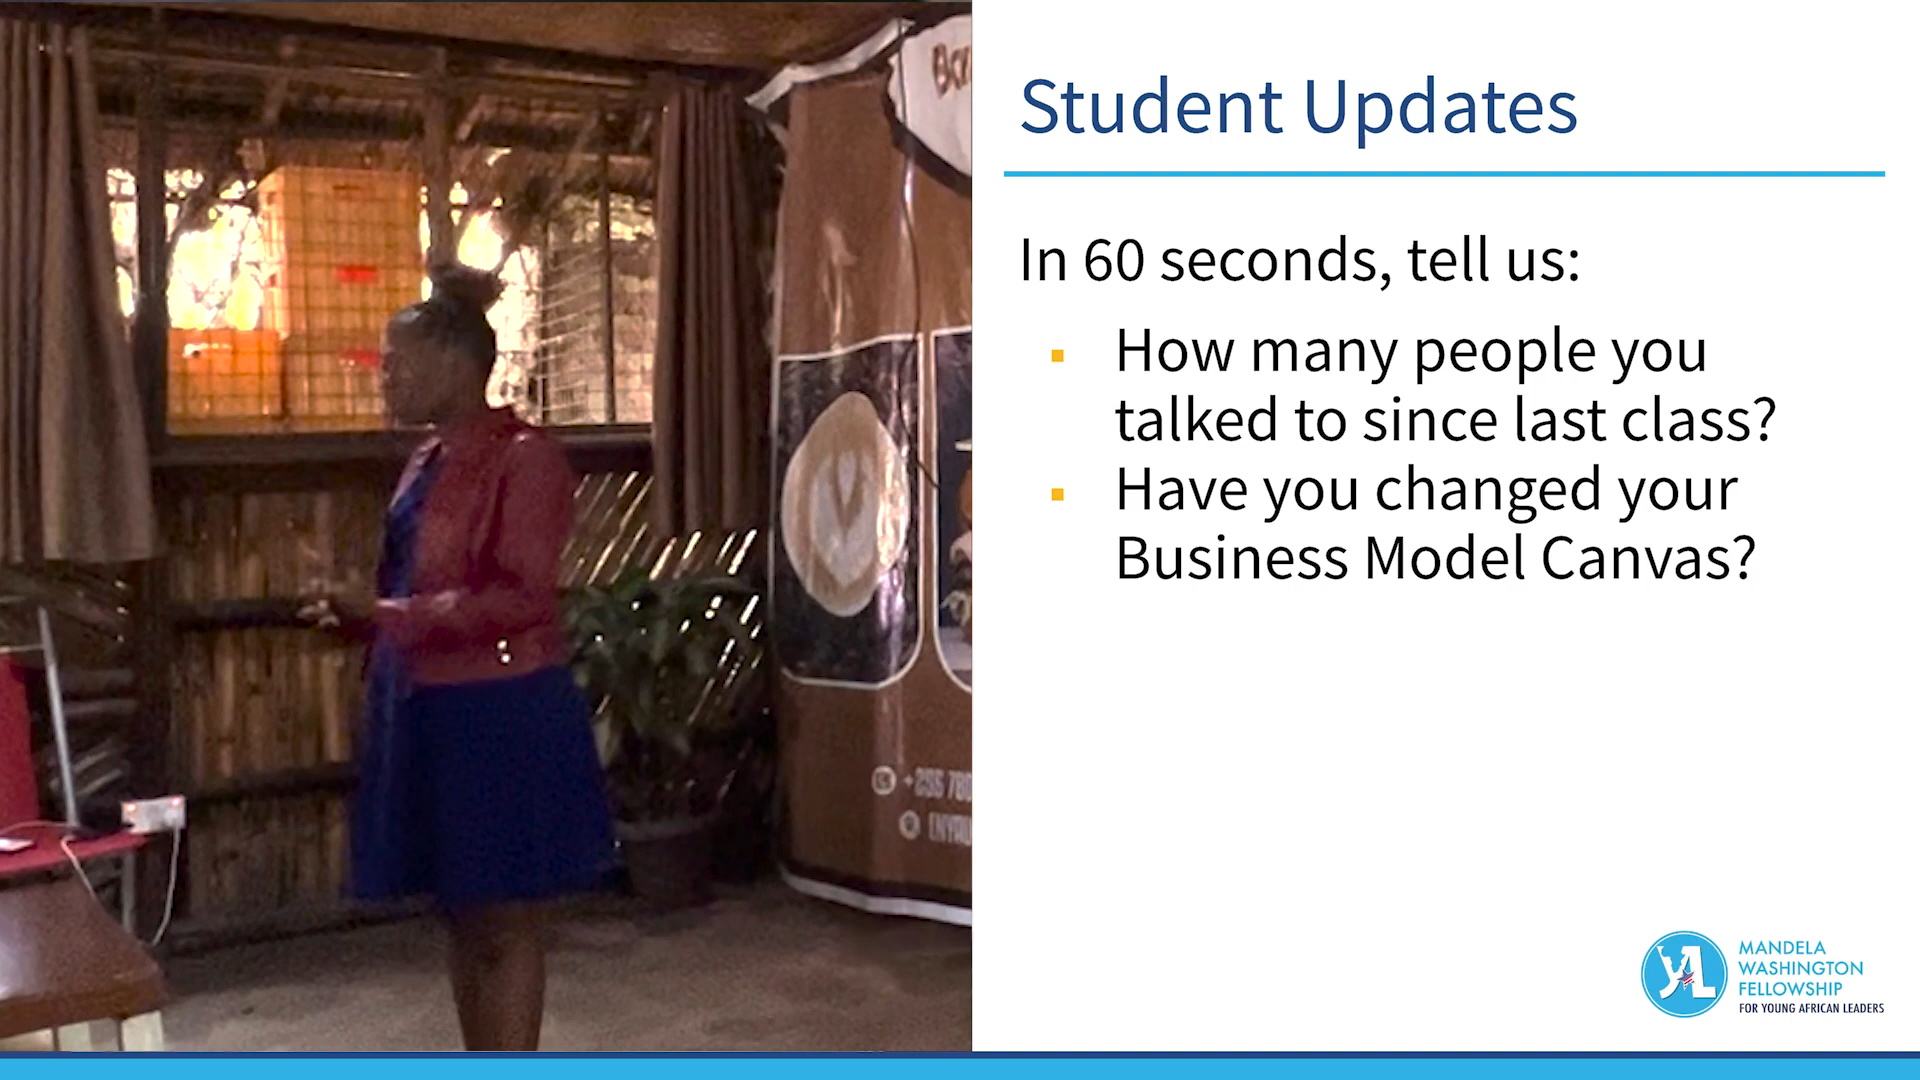 Student Updates
In 60 seconds, tell us:
How many people you
talked to since last class?
Have you changed your
Business Model Canvas?
MANDELA
WASHINGTON
FELLOWSHIP
FOR YOUNG AFRICAN LEADERS